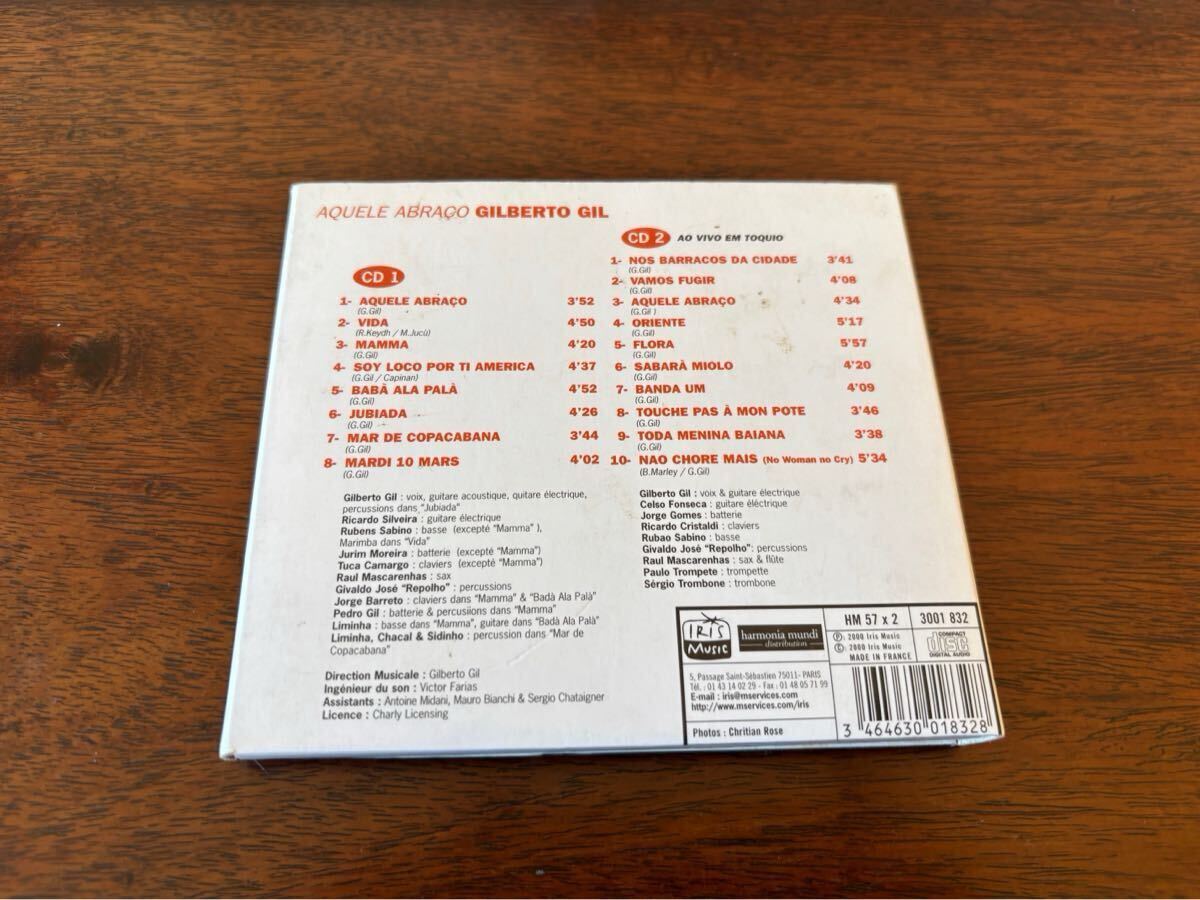 AQUELE ABRAÇO GILBERTO GIL
CD 1
1- AQUELE ABRAÇO 3'52
(G.Gil)
2- VIDA 4'50
(R.Keydh / M.Jucù)
3- MAMMA 4'20
(G.Gil)
4- SOY LOCO POR TI AMERICA 4'37
(G.Gil / Capinan)
5- BABÀ ALA PALÀ 4'52
(G.Gil)
6- JUBIADA 4'26
(G.Gil)
7- MAR DE COPACABANA 3'44
(G.Gil)
8- MARDI 10 MARS 4'02
(G.Gil)
Gilberto Gil : voix, guitare acoustique, quitare électrique,
percussions dans "Jubiada"
Ricardo Silveira : guitare électrique
Rubens Sabino : basse (excepté "Mamma" ),
Marimba dans "Vida"
Jurim Moreira : batterie (excepté "Mamma")
Tuca Camargo : claviers (excepté "Mamma")
Raul Mascarenhas : sax
Givaldo José "Repolho" : percussions
Jorge Barreto : claviers dans "Mamma" & "Badà Ala Palà"
Pedro Gil : batterie & percusiions dans "Mamma"
Liminha : basse dans "Mamma", guitare dans "Badà Ala Palà"
Liminha, Chacal & Sidinho : percussion dans "Mar de
Copacabana"
Direction Musicale : Gilberto Gil
Ingénieur du son : Victor Farias
Assistants : Antoine Midani, Mauro Bianchi & Sergio Chataigner
Licence : Charly Licensing
CD 2 AO VIVO EM TOQUIO
1- NOS BARRACOS DA CIDADE 3'41
(G.Gil)
2- VAMOS FUGIR 4'08
(G.Gil)
3- AQUELE ABRAÇO 4'34
(G.Gil )
4- ORIENTE 5'17
(G.Gil)
5- FLORA 5'57
(G.Gil)
6- SABARÀ MIOLO 4'20
(G.Gil)
7- BANDA UM 4'09
(G.Gil)
8- TOUCHE PAS À MON POTE 3'46
(G.Gil)
9- TODA MENINA BAIANA 3'38
(G.Gil)
10- NAO CHORE MAIS (No Woman no Cry) 5'34
(B.Marley / G.Gil)
Gilberto Gil : voix & guitare électrique
Celso Fonseca : guitare éléctrique
Jorge Gomes : batterie
Ricardo Cristaldi : claviers
Rubao Sabino : basse
Givaldo José "Repolho": percussions
Raul Mascarenhas : sax & flûte
Paulo Trompete : trompette
Sérgio Trombone : trombone
IRIS
MUSIC
harmonia mundi
distribution
HM 57 x 2
3001 832
℗: 2000 Iris Music
©: 2000 Iris Music
MADE IN FRANCE
COMPACT
disc
DIGITAL AUDIO
5, Passage Saint-Sébastien 75011- PARIS
Tél. : 01 43 14 02 29 - Fax : 01 48 05 71 99
E-mail : iris@mservices.com
http://www.mservices.com/iris
Photos : Chritian Rose
3 464630 018328